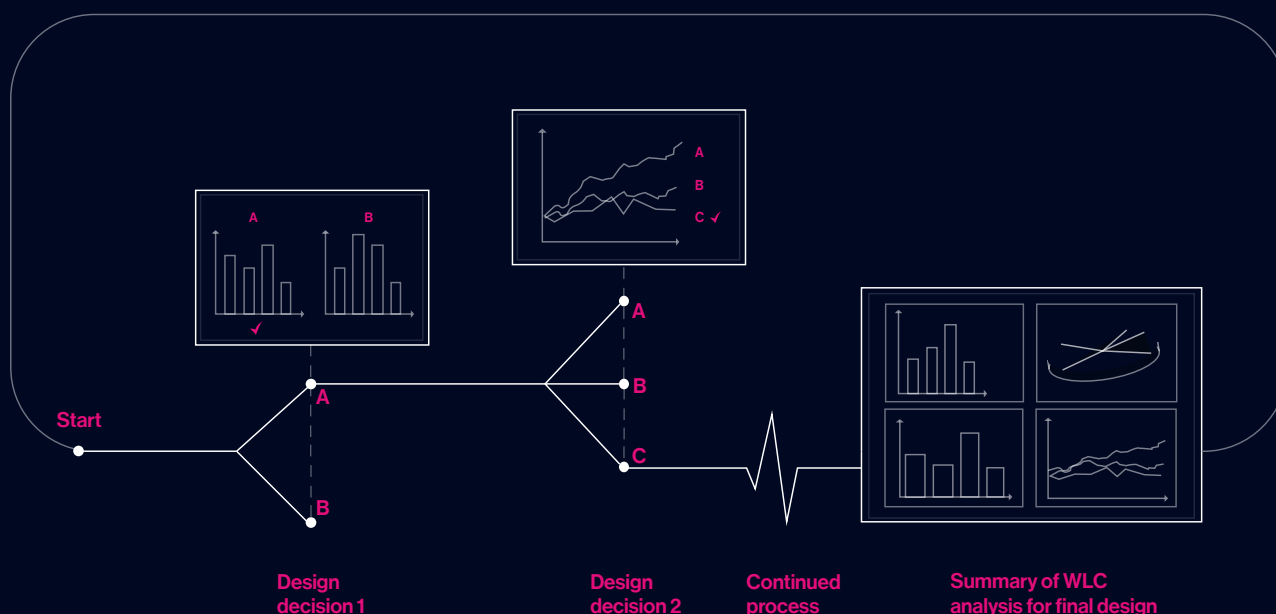 A
B
C
A
B
A
B
C
Start
A
B
Design
decision 1
Design
decision 2
Continued
process
Summary of WLC
analysis for final design